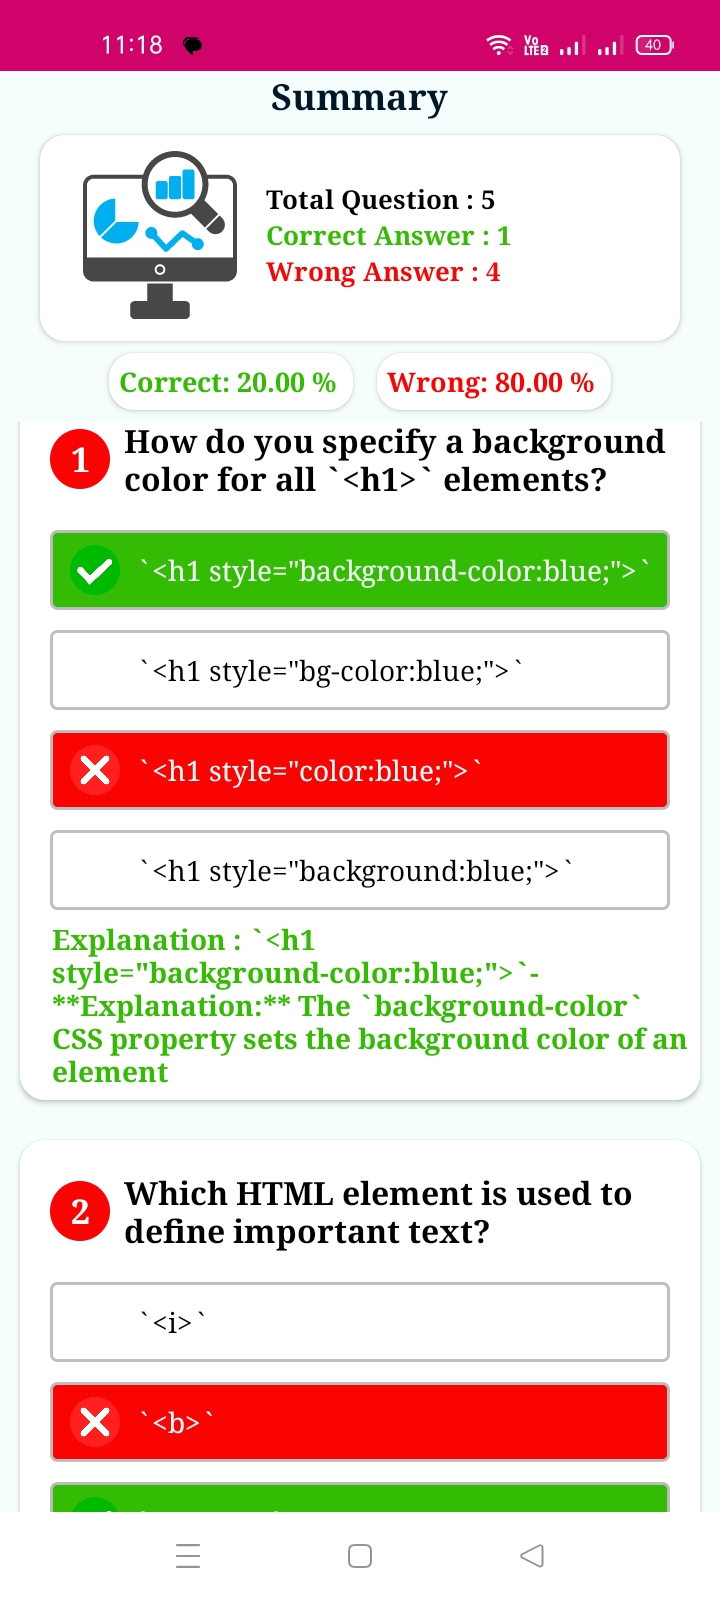 11:18
Vo
LTE2
40
Summary
Total Question : 5
Correct Answer : 1
Wrong Answer : 4
Correct: 20.00 %
Wrong: 80.00 %
1
How do you specify a background
color for all `<h1>` elements?
`<h1 style="background-color:blue;">`
`<h1 style="bg-color:blue;">`
`<h1 style="color:blue;">`
`<h1 style="background:blue;">`
Explanation : `<h1
style="background-color:blue;">`-
**Explanation:** The `background-color`
CSS property sets the background color of an
element
2
Which HTML element is used to
define important text?
`<i>`
`<b>`